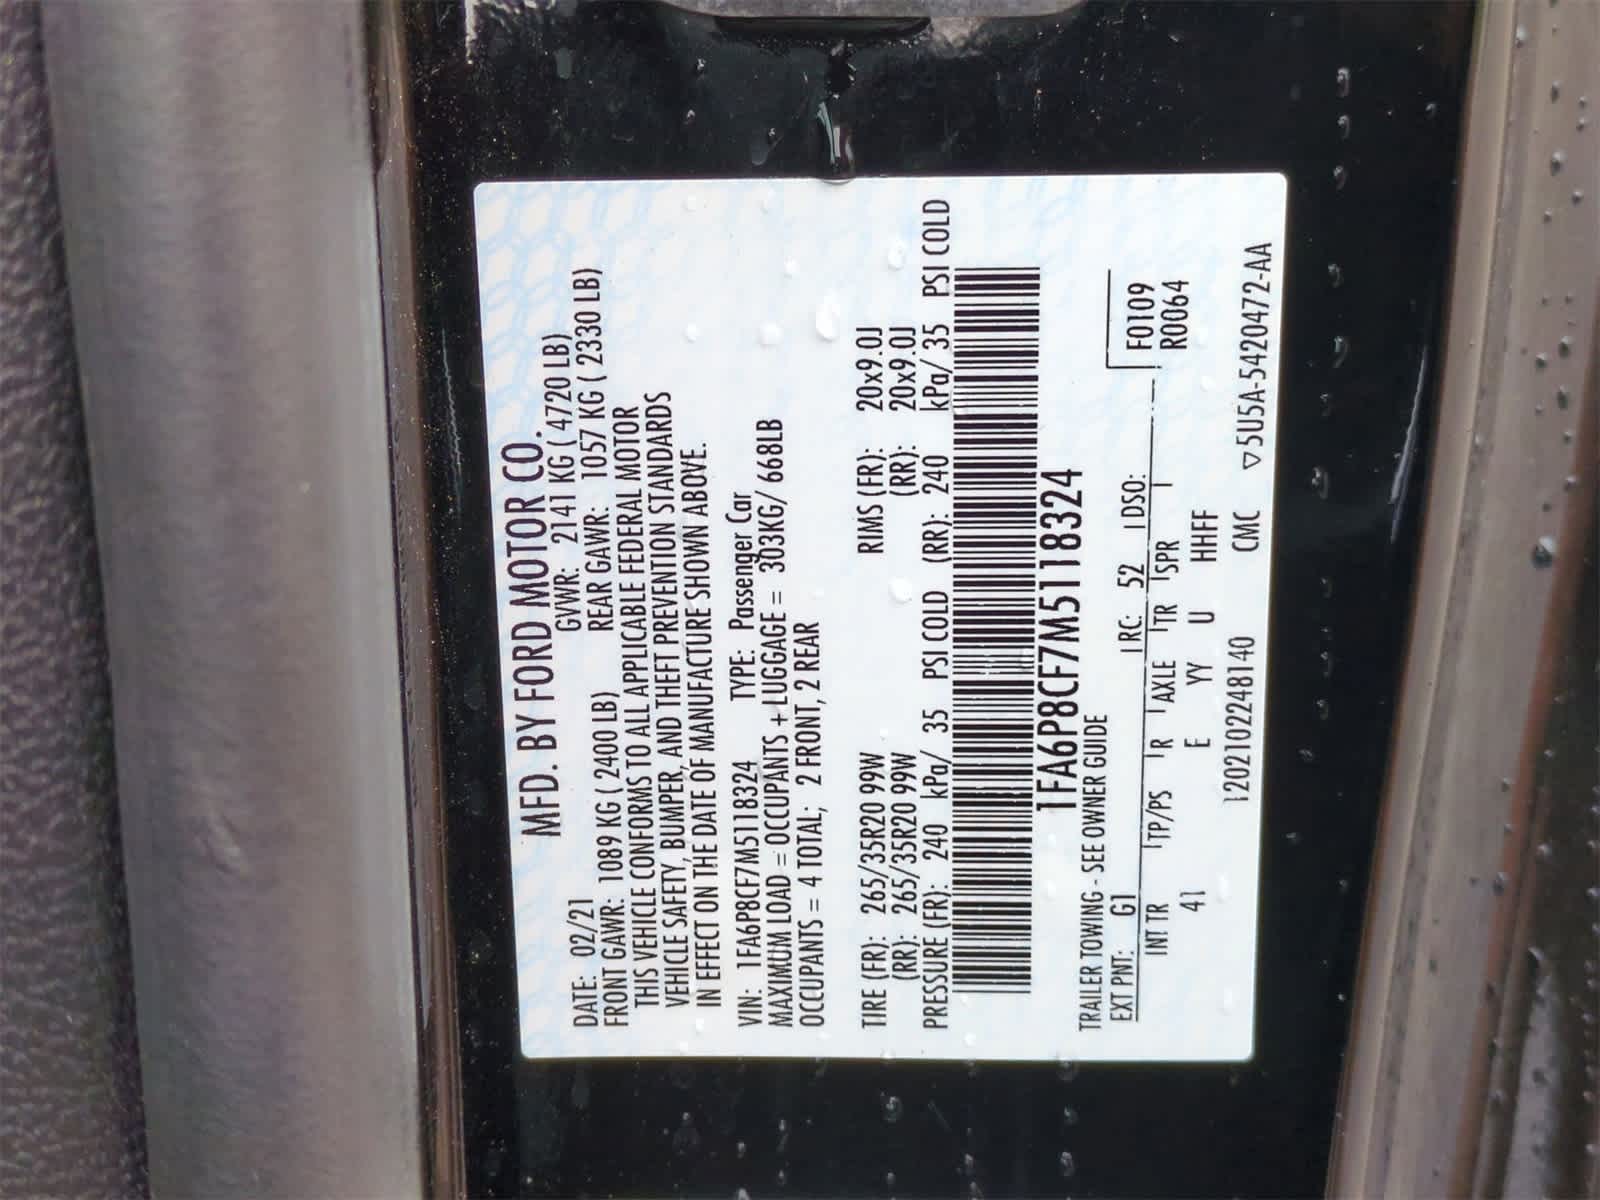 MFD. BY FORD MOTOR CO.
DATE: 02/21 GVWR: 2141 KG ( 4720 LB)
FRONT GAWR: 1089 KG ( 2400 LB) REAR GAWR: 1057 KG ( 2330 LB)
THIS VEHICLE CONFORMS TO ALL APPLICABLE FEDERAL MOTOR
VEHICLE SAFETY, BUMPER, AND THEFT PREVENTION STANDARDS
IN EFFECT ON THE DATE OF MANUFACTURE SHOWN ABOVE.
VIN: 1FA6P8CF7M5118324 TYPE: Passenger Car
MAXIMUM LOAD = OCCUPANTS + LUGGAGE = 303KG/ 668LB
OCCUPANTS = 4 TOTAL; 2 FRONT, 2 REAR
TIRE (FR): 265/35R20 99W RIMS (FR): 20x9.0J
(RR): 265/35R20 99W (RR): 20x9.0J
PRESSURE (FR): 240 kPa/ 35 PSI COLD (RR): 240 kPa/ 35 PSI COLD
1FA6P8CF7M5118324
TRAILER TOWING - SEE OWNER GUIDE
EXT PNT: G1 RC: 52 DSO: F0109
INT TR TP/PS R AXLE TR SPR R0064
41 E YY U HHFF
12021022481​40 CMC ▽5U5A-5420472-AA